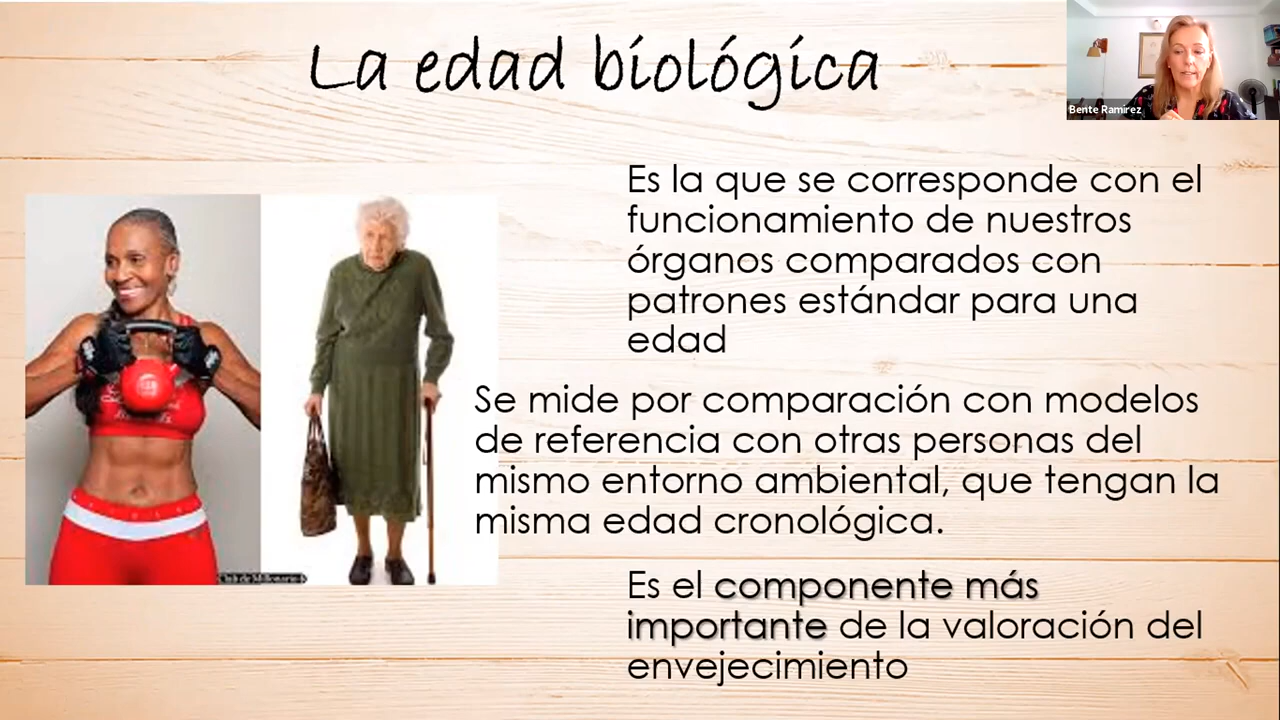 La edad biológica
Bente Ramírez
Es la que se corresponde con el
funcionamiento de nuestros
órganos comparados con
patrones estándar para una
edad
Se mide por comparación con modelos
de referencia con otras personas del
mismo entorno ambiental, que tengan la
misma edad cronológica.
Es el componente más
importante de la valoración del
envejecimiento